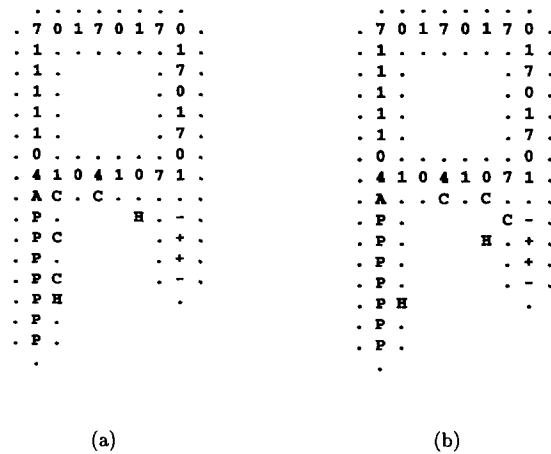 . . . . . . . .
. 7 0 1 7 0 1 7 0 .
. 1 . . . . . . 1 .
. 1 . . 7 .
. 1 . . 0 .
. 1 . . 1 .
. 1 . . 7 .
. 0 . . . . . . 0 .
. 4 1 0 4 1 0 7 1 .
. A C . C . . . . .
. P . H . - .
. P C . + .
. P . . + .
. P C . - .
. P H .
. P .
. P .
.
(a)
. . . . . . . .
. 7 0 1 7 0 1 7 0 .
. 1 . . . . . . 1 .
. 1 . . 7 .
. 1 . . 0 .
. 1 . . 1 .
. 1 . . 7 .
. 0 . . . . . . 0 .
. 4 1 0 4 1 0 7 1 .
. A . . C . C . . .
. P . C - .
. P . H . + .
. P . . + .
. P . . - .
. P H .
. P .
. P .
.
(b)